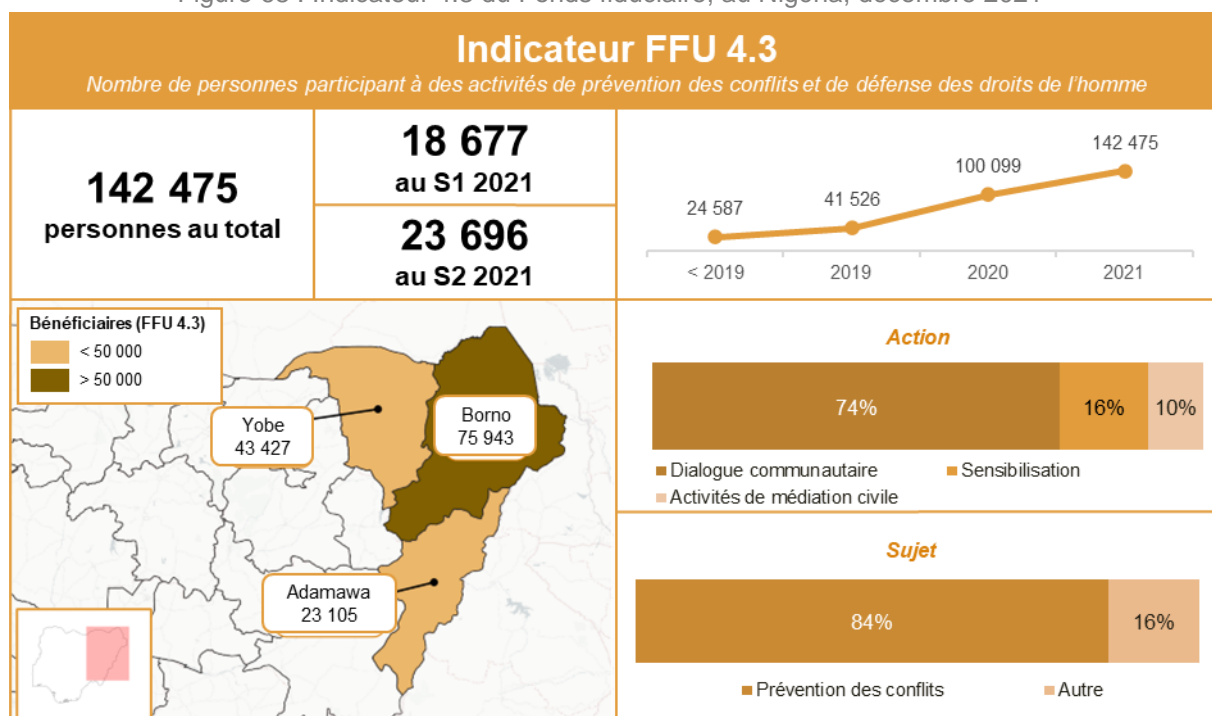 Indicateur FFU 4.3
Nombre de personnes participant à des activités de prévention des conflits et de défense des droits de l'homme
142 475
personnes au total
18 677
au S1 2021
23 696
au S2 2021
24 587
41 526
100 099
142 475
< 2019
2019
2020
2021
Bénéficiaires (FFU 4.3)
< 50 000
> 50 000
Yobe
43 427
Borno
75 943
Adamawa
23 105
Action
74%
16%
10%
Dialogue communautaire
Sensibilisation
Activités de médiation civile
Sujet
84%
16%
Prévention des conflits
Autre